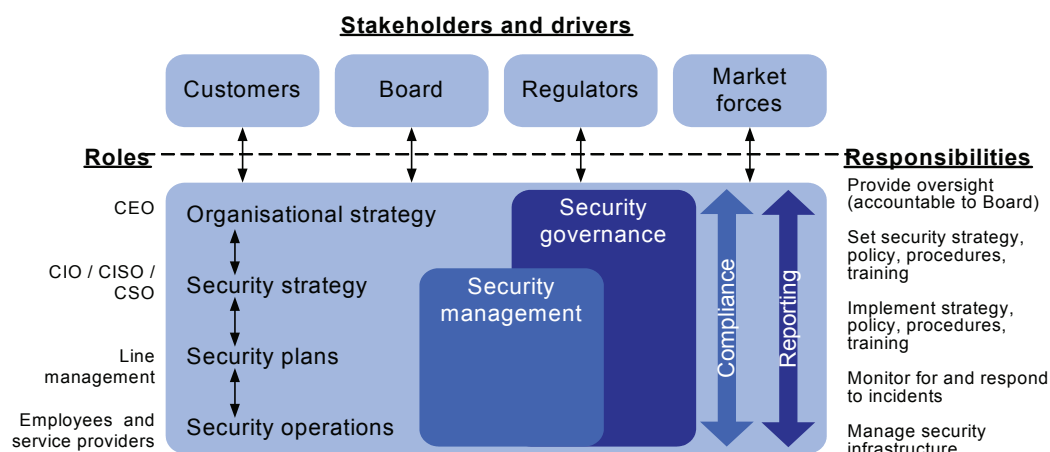 Stakeholders and drivers
Customers
Board
Regulators
Market
forces
Roles
Responsibilities
CEO
CIO / CISO /
CSO
Line
management
Employees and
service providers
Organisational strategy
Security strategy
Security plans
Security operations
Security
governance
Security
management
Compliance
Reporting
Provide oversight
(accountable to Board)
Set security strategy,
policy, procedures,
training
Implement strategy,
policy, procedures,
training
Monitor for and respond
to incidents
Manage security
infrastructure